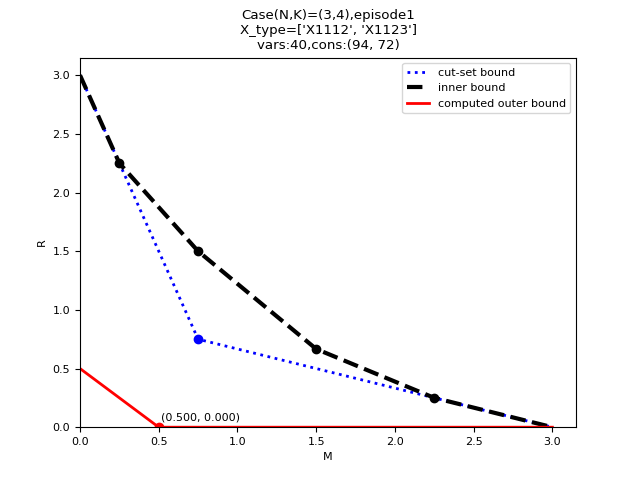 Case(N,K)=(3,4),episode1
X_type=['X1112', 'X1123']
vars:40,cons:(94, 72)
cut-set bound
inner bound
computed outer bound
3.0
2.5
2.0
1.5
1.0
0.5
0.0
R
(0.500, 0.000)
0.0 0.5 1.0 1.5 2.0 2.5 3.0
M